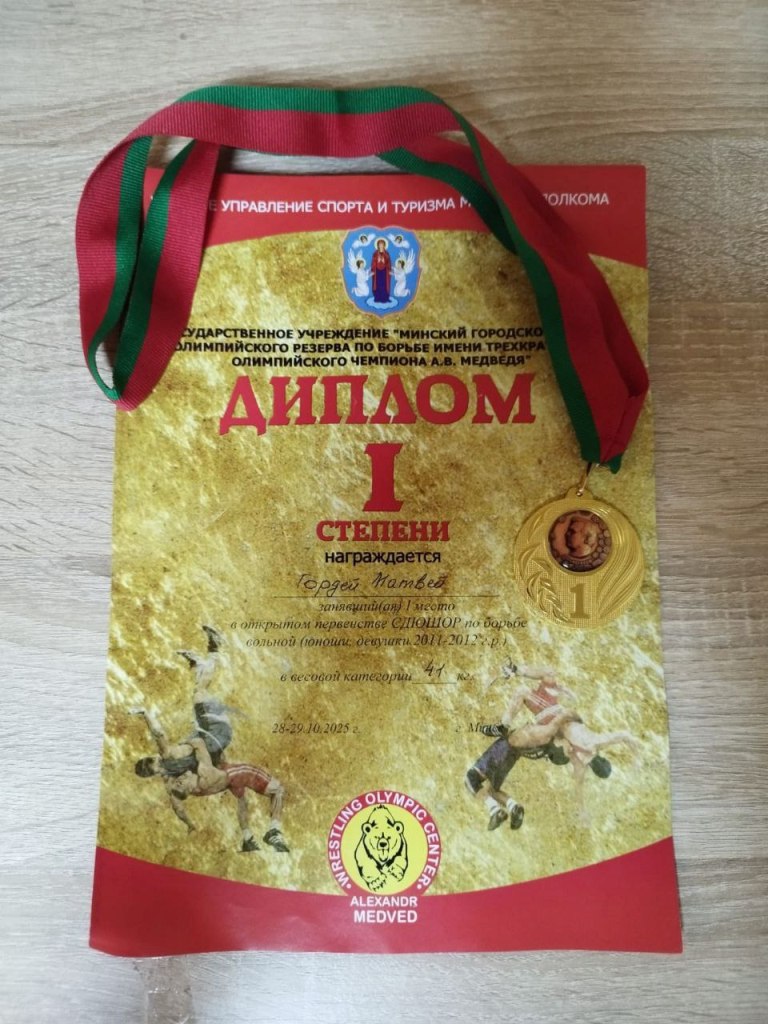 Е УПРАВЛЕНИЕ СПОРТА И ТУРИЗМА М ОЛКОМА
СУДАРСТВЕННОЕ УЧРЕЖДЕНИЕ "МИНСКИЙ ГОРОДСКО
ОЛИМПИЙСКОГО РЕЗЕРВА ПО БОРЬБЕ ИМЕНИ ТРЕХКРА
ОЛИМПИЙСКОГО ЧЕМПИОНА А.В. МЕДВЕДЯ"
ДИПЛОМ
I
СТЕПЕНИ
награждается
Гордей Матвей
занявший(ая) I место
в открытом первенстве СДЮШОР по борьбе
вольной (юноши, девушки 2011-2012 г.р.)
в весовой категории 41 кг.
28-29.10.2025 г. г. Минск
1
WRESTLING OLYMPIC CENTER
ALEXANDR
MEDVED